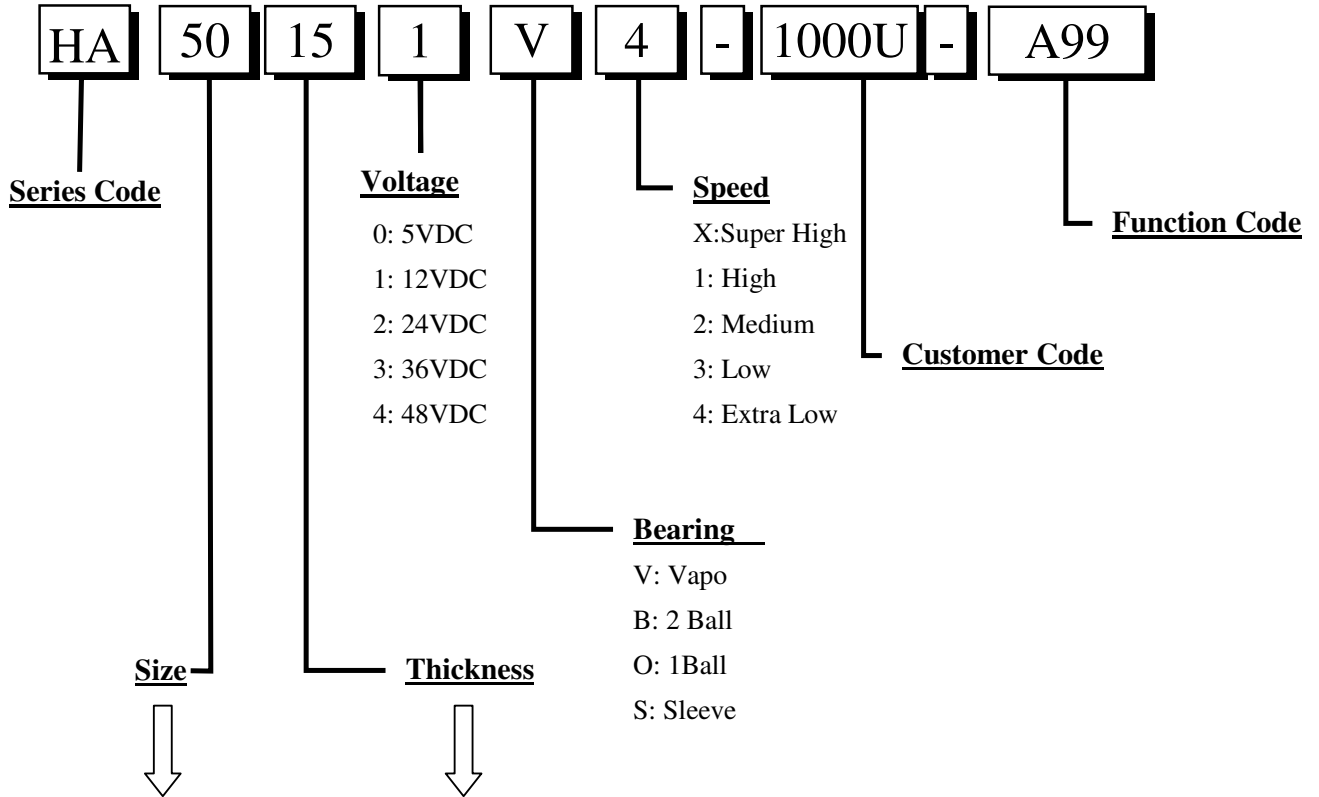 HA 50 15 1 V 4 - 1000U - A99
Series Code
Voltage
0: 5VDC
1: 12VDC
2: 24VDC
3: 36VDC
4: 48VDC
Speed
X:Super High
1: High
2: Medium
3: Low
4: Extra Low
Function Code
Customer Code
Bearing
V: Vapo
B: 2 Ball
O: 1Ball
S: Sleeve
Size
Thickness